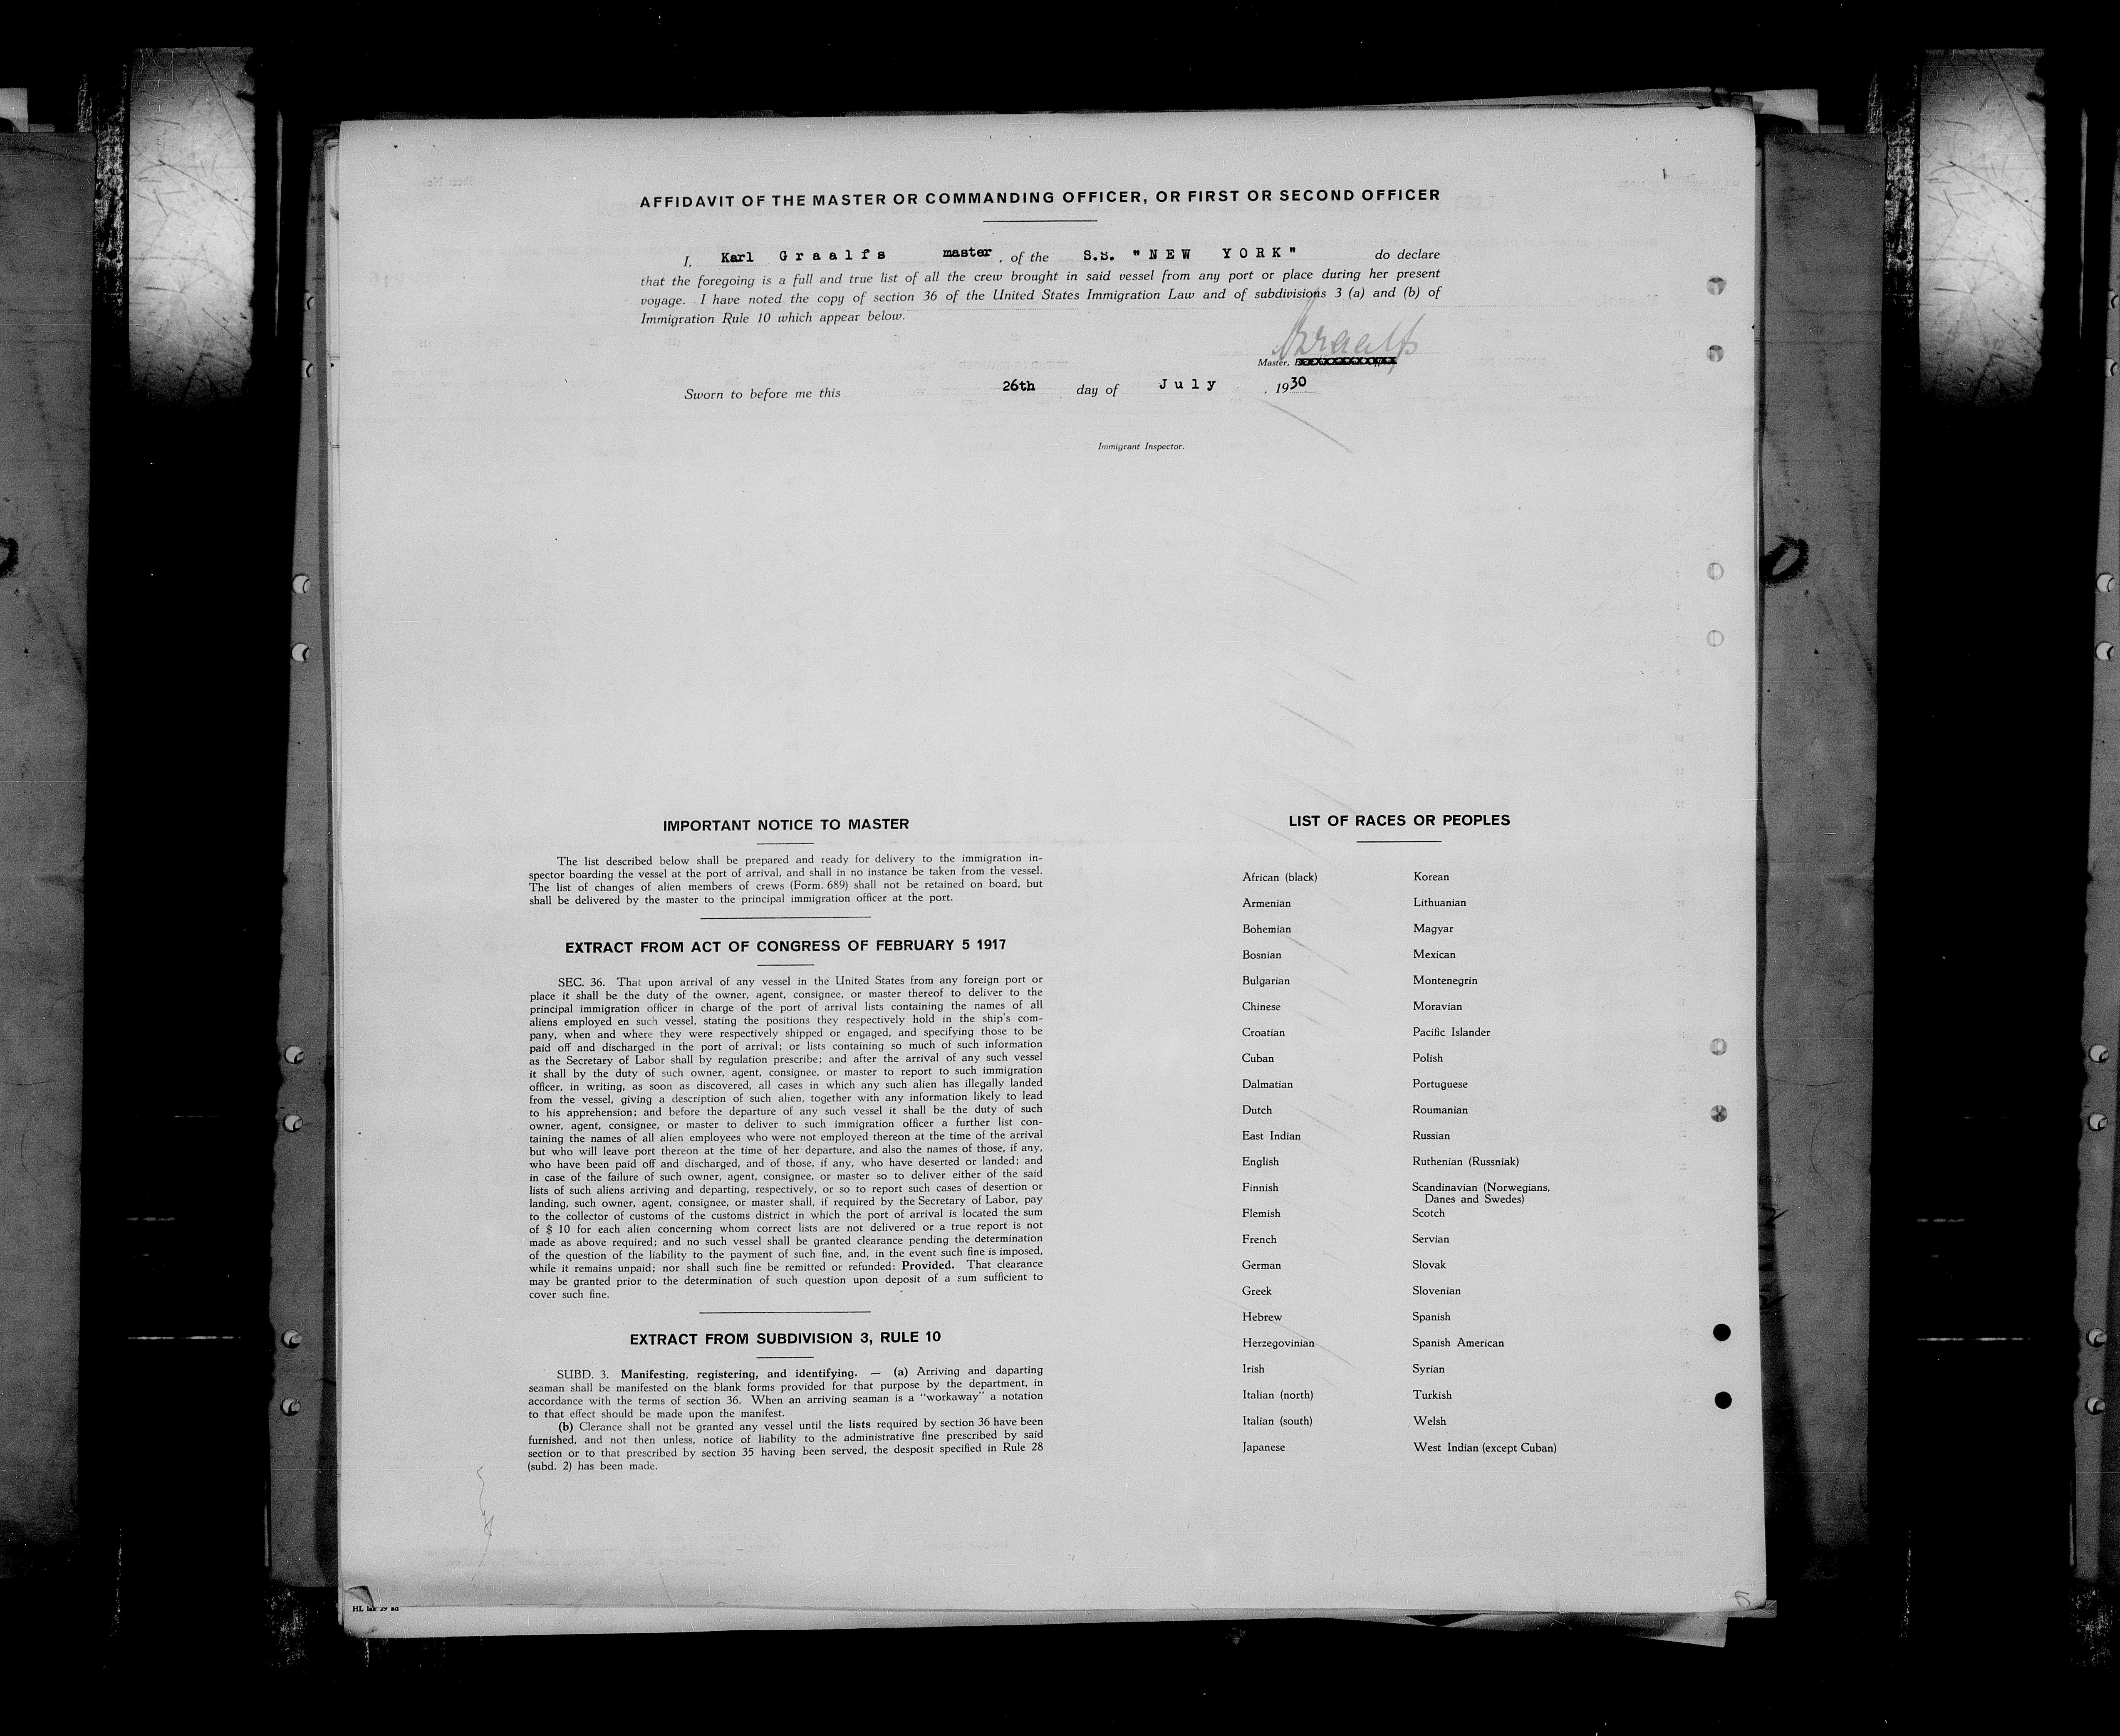 AFFIDAVIT OF THE MASTER OR COMMANDING OFFICER, OR FIRST OR SECOND OFFICER
I, Karl Graalfs master, of the S.S. "NEW YORK" do declare
that the foregoing is a full and true list of all the crew brought in said vessel from any port or place during her present
voyage. I have noted the copy of section 36 of the United States Immigration Law and of subdivisions 3 (a) and (b) of
Immigration Rule 10 which appear below.
Graalfs
Master,
Sworn to before me this 26th day of July, 1930
Immigrant Inspector.
IMPORTANT NOTICE TO MASTER
The list described below shall be prepared and ready for delivery to the immigration in-
spector boarding the vessel at the port of arrival, and shall in no instance be taken from the vessel.
The list of changes of alien members of crews (Form. 689) shall not be retained on board, but
shall be delivered by the master to the principal immigration officer at the port.
EXTRACT FROM ACT OF CONGRESS OF FEBRUARY 5 1917
SEC. 36. That upon arrival of any vessel in the United States from any foreign port or
place it shall be the duty of the owner, agent, consignee, or master thereof to deliver to the
principal immigration officer in charge of the port of arrival lists containing the names of all
aliens employed en such vessel, stating the positions they respectively hold in the ship's com-
pany, when and where they were respectively shipped or engaged, and specifying those to be
paid off and discharged in the port of arrival; or lists containing so much of such information
as the Secretary of Labor shall by regulation prescribe; and after the arrival of any such vessel
it shall by the duty of such owner, agent, consignee, or master to report to such immigration
officer, in writing, as soon as discovered, all cases in which any such alien has illegally landed
from the vessel, giving a description of such alien, together with any information likely to lead
to his apprehension; and before the departure of any such vessel it shall be the duty of such
owner, agent, consignee, or master to deliver to such immigration officer a further list con-
taining the names of all alien employees who were not employed thereon at the time of the arrival
but who will leave port thereon at the time of her departure, and also the names of those, if any,
who have been paid off and discharged, and of those, if any, who have deserted or landed; and
in case of the failure of such owner, agent, consignee, or master so to deliver either of the said
lists of such aliens arriving and departing, respectively, or so to report such cases of desertion or
landing, such owner, agent, consignee, or master shall, if required by the Secretary of Labor, pay
to the collector of customs of the customs district in which the port of arrival is located the sum
of $ 10 for each alien concerning whom correct lists are not delivered or a true report is not
made as above required; and no such vessel shall be granted clearance pending the determination
of the question of the liability to the payment of such fine, and, in the event such fine is imposed,
while it remains unpaid; nor shall such fine be remitted or refunded: Provided. That clearance
may be granted prior to the determination of such question upon deposit of a sum sufficient to
cover such fine.
EXTRACT FROM SUBDIVISION 3, RULE 10
SUBD. 3. Manifesting, registering, and identifying. — (a) Arriving and daparting
seaman shall be manifested on the blank forms provided for that purpose by the department, in
accordance with the terms of section 36. When an arriving seaman is a "workaway" a notation
to that effect should be made upon the manifest.
(b) Clerance shall not be granted any vessel until the lists required by section 36 have been
furnished, and not then unless, notice of liability to the administrative fine prescribed by said
section or to that prescribed by section 35 having been served, the desposit specified in Rule 28
(subd. 2) has been made.
LIST OF RACES OR PEOPLES
African (black)
Armenian
Bohemian
Bosnian
Bulgarian
Chinese
Croatian
Cuban
Dalmatian
Dutch
East Indian
English
Finnish
Flemish
French
German
Greek
Hebrew
Herzegovinian
Irish
Italian (north)
Italian (south)
Japanese
Korean
Lithuanian
Magyar
Mexican
Montenegrin
Moravian
Pacific Islander
Polish
Portuguese
Roumanian
Russian
Ruthenian (Russniak)
Scandinavian (Norwegians,
Danes and Swedes)
Scotch
Servian
Slovak
Slovenian
Spanish
Spanish American
Syrian
Turkish
Welsh
West Indian (except Cuban)
HL